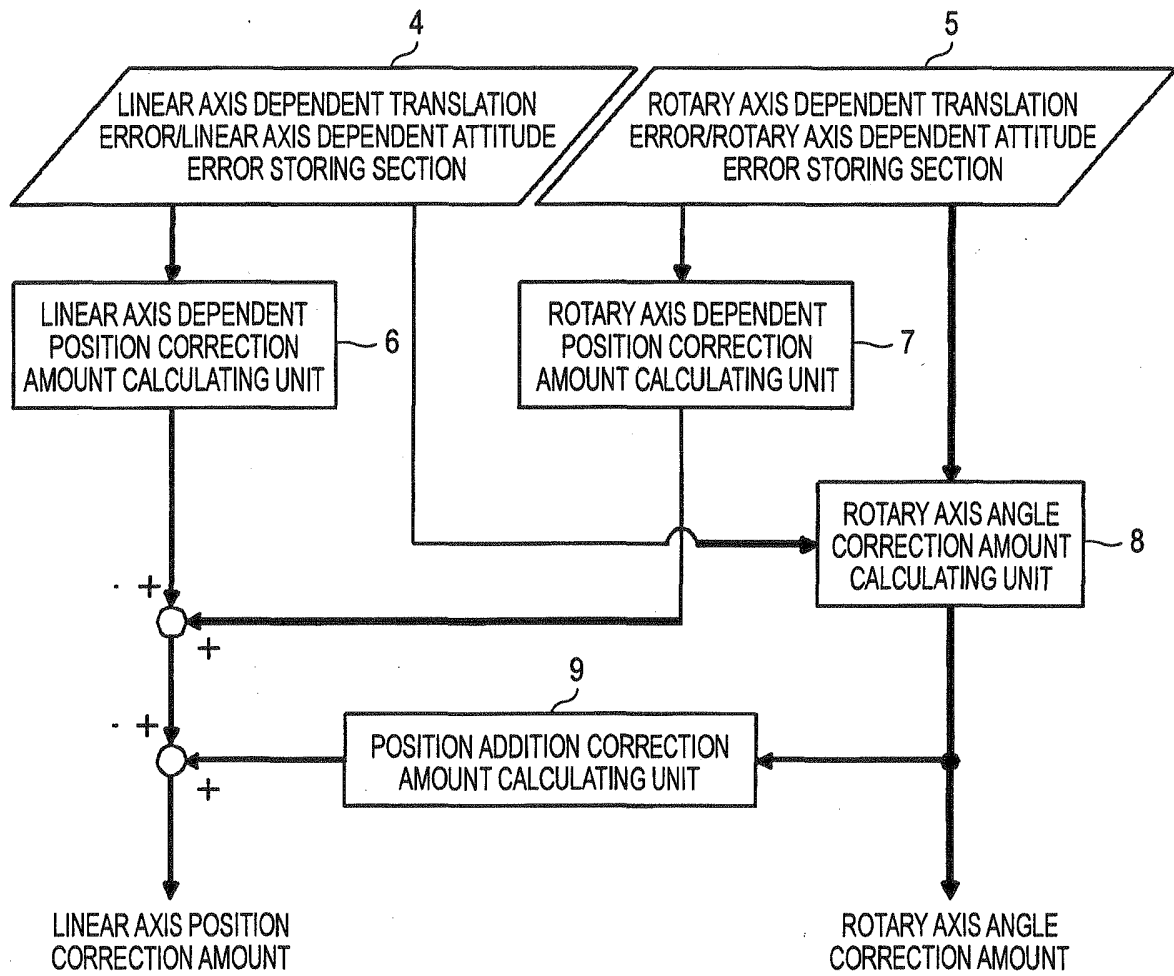 4
5
LINEAR AXIS DEPENDENT TRANSLATION
ERROR/LINEAR AXIS DEPENDENT ATTITUDE
ERROR STORING SECTION
ROTARY AXIS DEPENDENT TRANSLATION
ERROR/ROTARY AXIS DEPENDENT ATTITUDE
ERROR STORING SECTION
LINEAR AXIS DEPENDENT
POSITION CORRECTION
AMOUNT CALCULATING UNIT
6
ROTARY AXIS DEPENDENT
POSITION CORRECTION
AMOUNT CALCULATING UNIT
7
ROTARY AXIS ANGLE
CORRECTION AMOUNT
CALCULATING UNIT
8
- +
+
9
- +
+
POSITION ADDITION CORRECTION
AMOUNT CALCULATING UNIT
LINEAR AXIS POSITION
CORRECTION AMOUNT
ROTARY AXIS ANGLE
CORRECTION AMOUNT